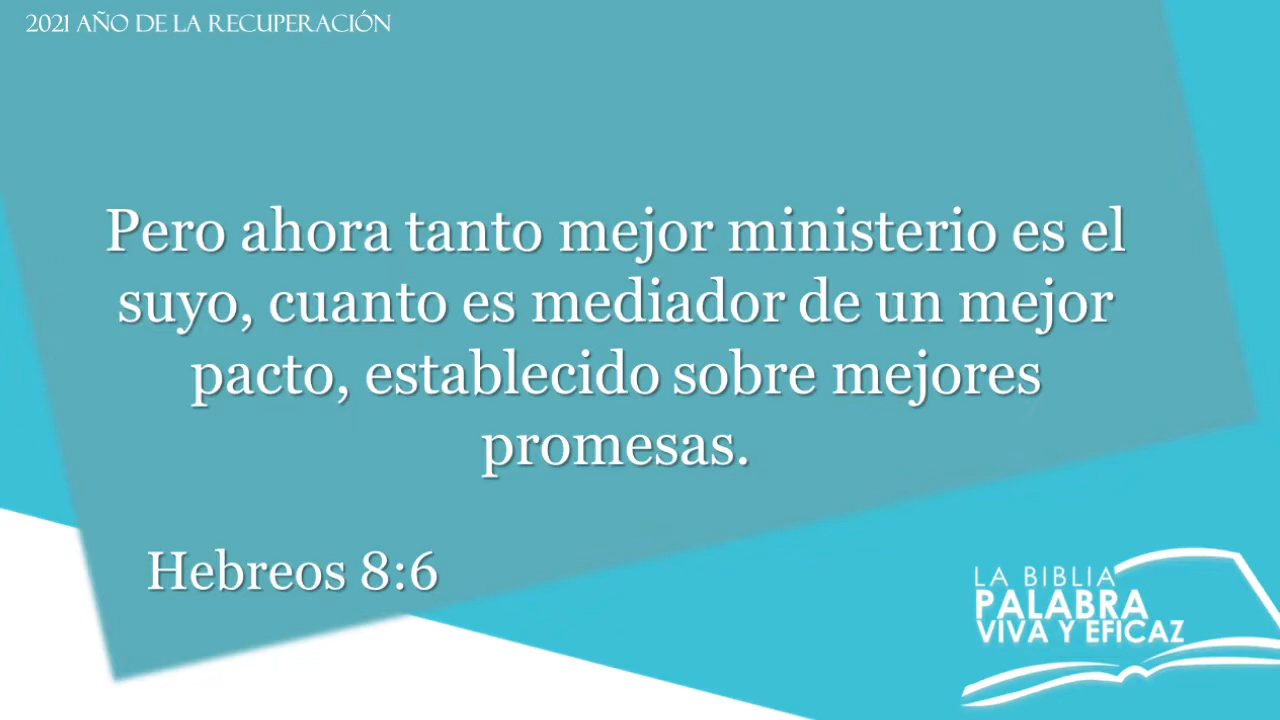 2021 AÑO DE LA RECUPERACIÓN
Pero ahora tanto mejor ministerio es el
suyo, cuanto es mediador de un mejor
pacto, establecido sobre mejores
promesas.
Hebreos 8:6
LA BIBLIA
PALABRA
VIVA Y EFICAZ